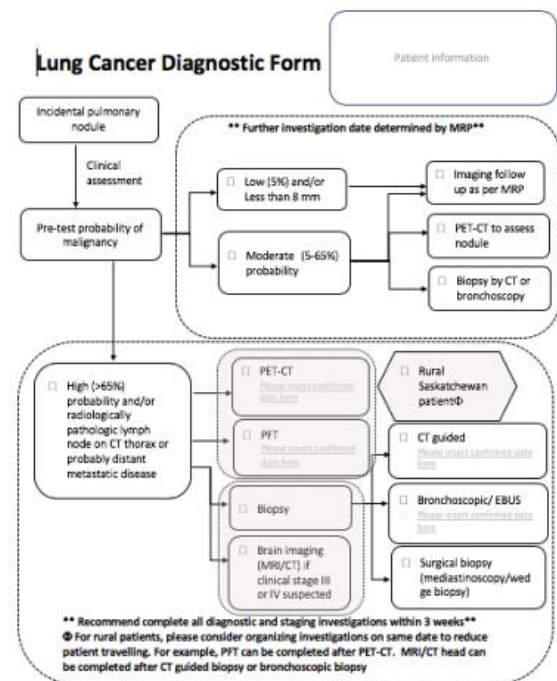 Lung Cancer Diagnostic Form
Patient information
Incidental pulmonary
nodule
Clinical
assessment
Pre-test probability of
malignancy
** Further investigation date determined by MRP**
Low (5%) and/or
Less than 8 mm
Moderate (5-65%)
probability
Imaging follow
up as per MRP
PET-CT to assess
nodule
Biopsy by CT or
bronchoscopy
High (>65%)
probability and/or
radiologically
pathologic lymph
node on CT thorax or
probably distant
metastatic disease
PET-CT
Please insert confirmed
data here
PFT
Please insert confirmed
data here
Biopsy
Brain imaging
(MRI/CT) if
clinical stage III
or IV suspected
Rural
Saskatchewan
patientΦ
CT guided
Please insert confirmed data
here
Bronchoscopic/ EBUS
Please insert confirmed data
here
Surgical biopsy
(mediastinoscopy/wed
ge biopsy)
** Recommend complete all diagnostic and staging investigations within 3 weeks**
Φ For rural patients, please consider organizing investigations on same date to reduce
patient travelling. For example, PFT can be completed after PET-CT. MRI/CT head can
be completed after CT guided biopsy or bronchoscopic biopsy